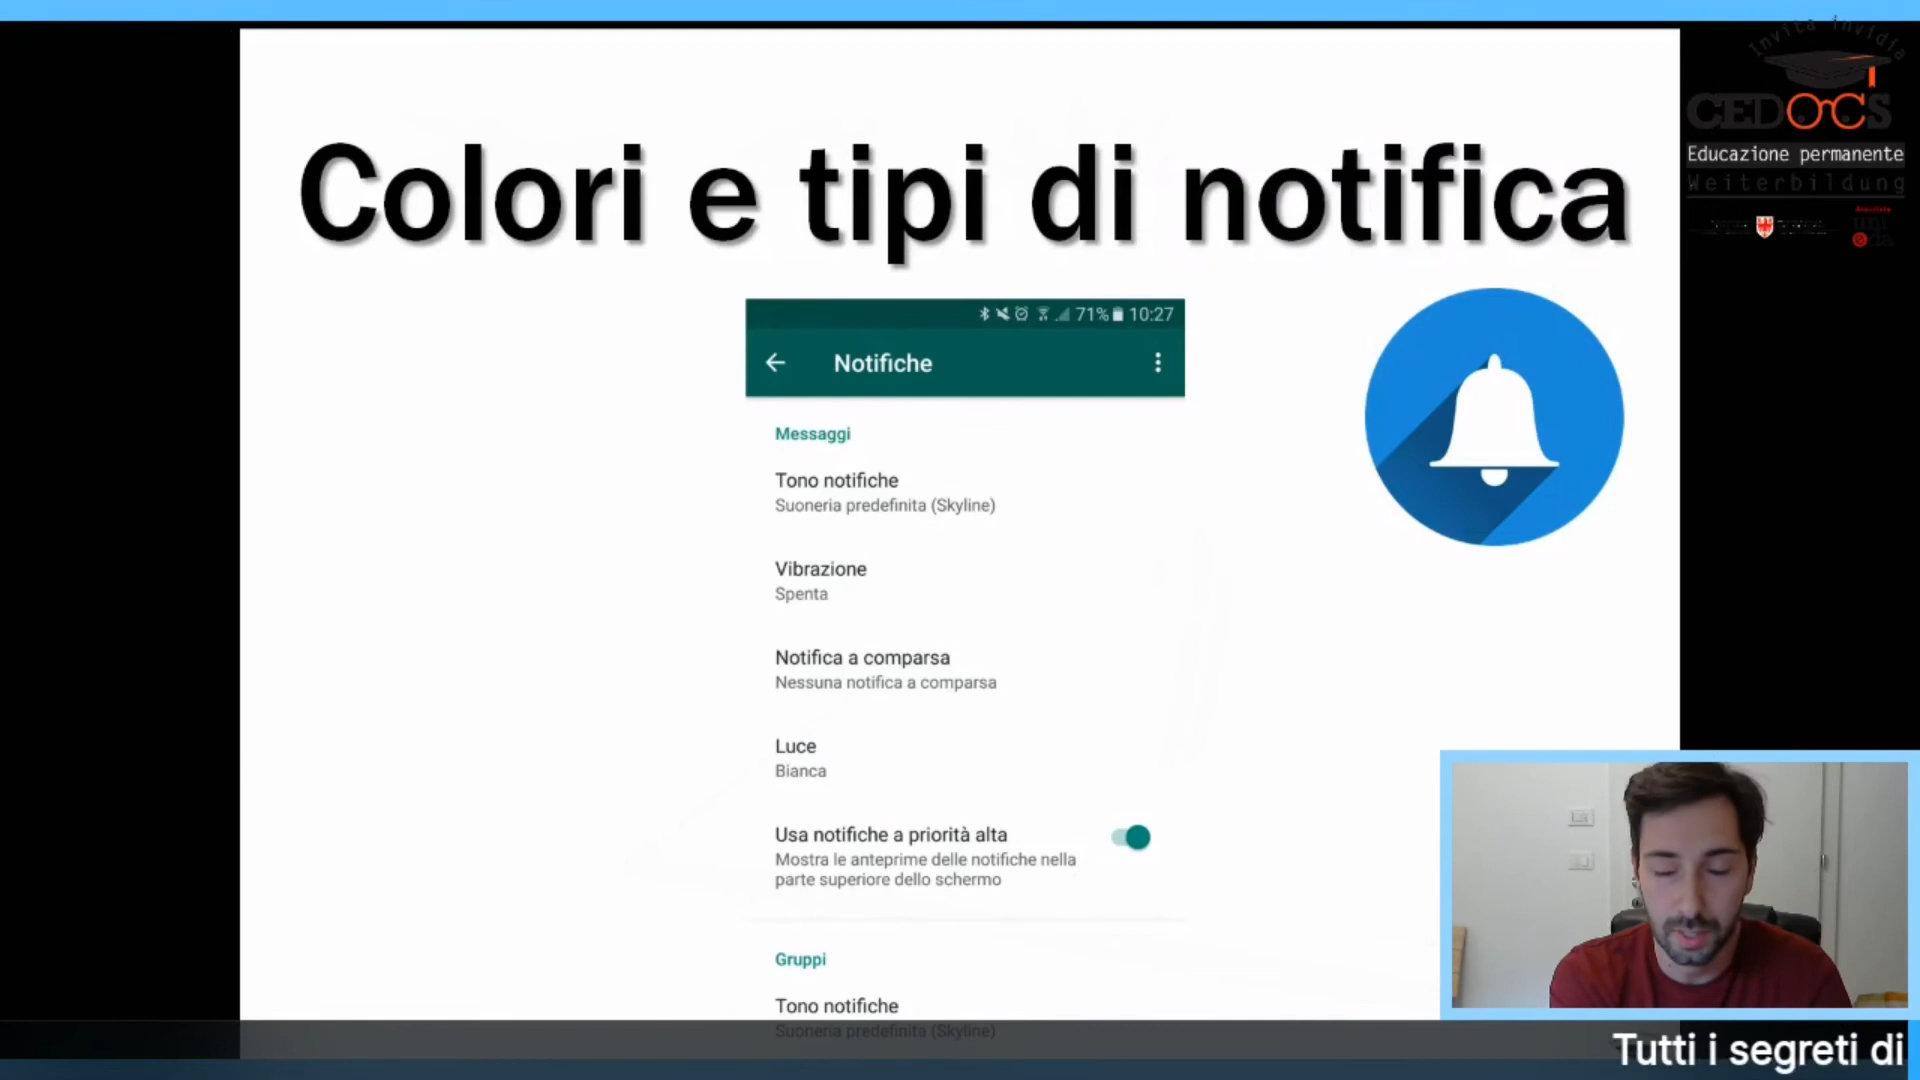 Invita invidia
CEDOCS
Educazione permanente
Weiterbildung
Colori e tipi di notifica
71% 10:27
Notifiche
Messaggi
Tono notifiche
Suoneria predefinita (Skyline)
Vibrazione
Spenta
Notifica a comparsa
Nessuna notifica a comparsa
Luce
Bianca
Usa notifiche a priorità alta
Mostra le anteprime delle notifiche nella
parte superiore dello schermo
Gruppi
Tono notifiche
Suoneria predefinita (Skyline)
Tutti i segreti di